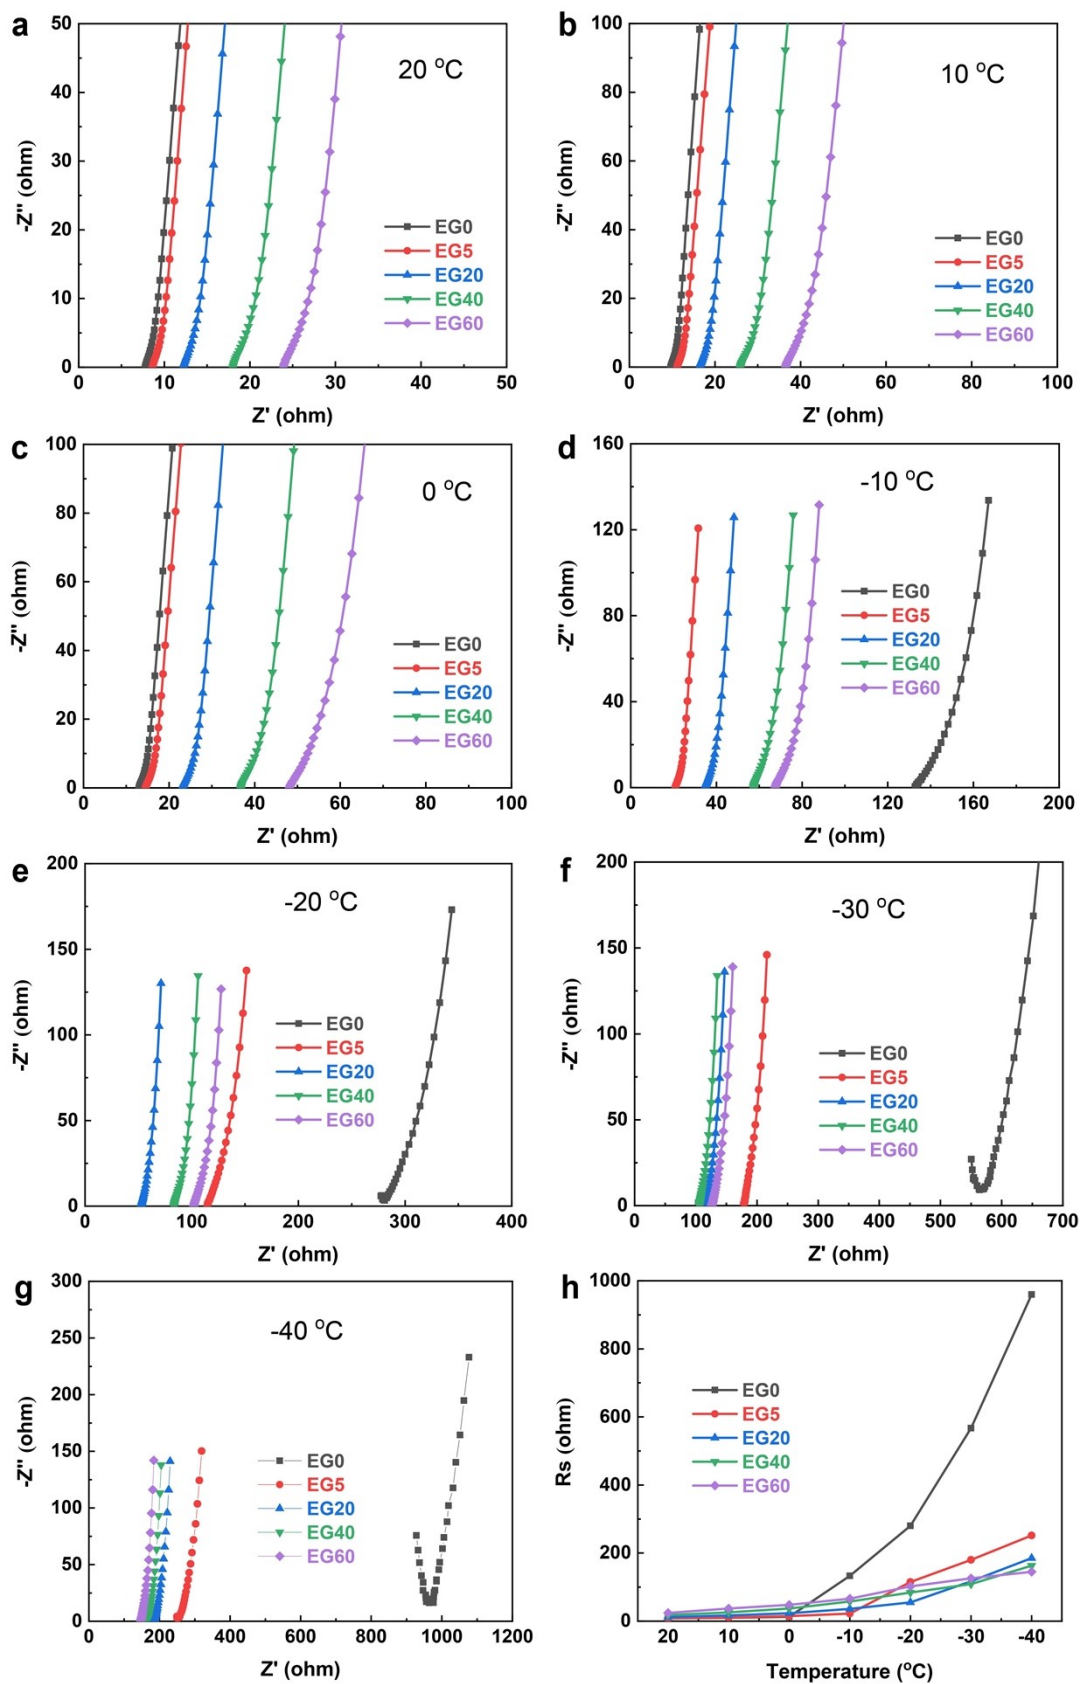 a
20 °C
-Z'' (ohm)
50
40
30
20
10
0
EG0
EG5
EG20
EG40
EG60
10
20
30
40
50
Z' (ohm)
b
10 °C
-Z'' (ohm)
100
80
60
40
20
0
EG0
EG5
EG20
EG40
EG60
0
20
40
60
80
100
Z' (ohm)
c
0 °C
-Z'' (ohm)
100
80
60
40
20
0
EG0
EG5
EG20
EG40
EG60
0
20
40
60
80
100
Z' (ohm)
d
-10 °C
-Z'' (ohm)
160
120
80
40
0
EG0
EG5
EG20
EG40
EG60
0
40
80
120
160
200
Z' (ohm)
e
-20 °C
-Z'' (ohm)
200
150
100
50
0
EG0
EG5
EG20
EG40
EG60
0
100
200
300
400
Z' (ohm)
f
-30 °C
-Z'' (ohm)
200
150
100
50
0
EG0
EG5
EG20
EG40
EG60
0
100
200
300
400
500
600
700
Z' (ohm)
g
-40 °C
-Z'' (ohm)
300
250
200
150
100
50
0
EG0
EG5
EG20
EG40
EG60
0
200
400
600
800
1000
1200
Z' (ohm)
h
Rs (ohm)
1000
800
600
400
200
0
EG0
EG5
EG20
EG40
EG60
20
10
0
-10
-20
-30
-40
Temperature (°C)